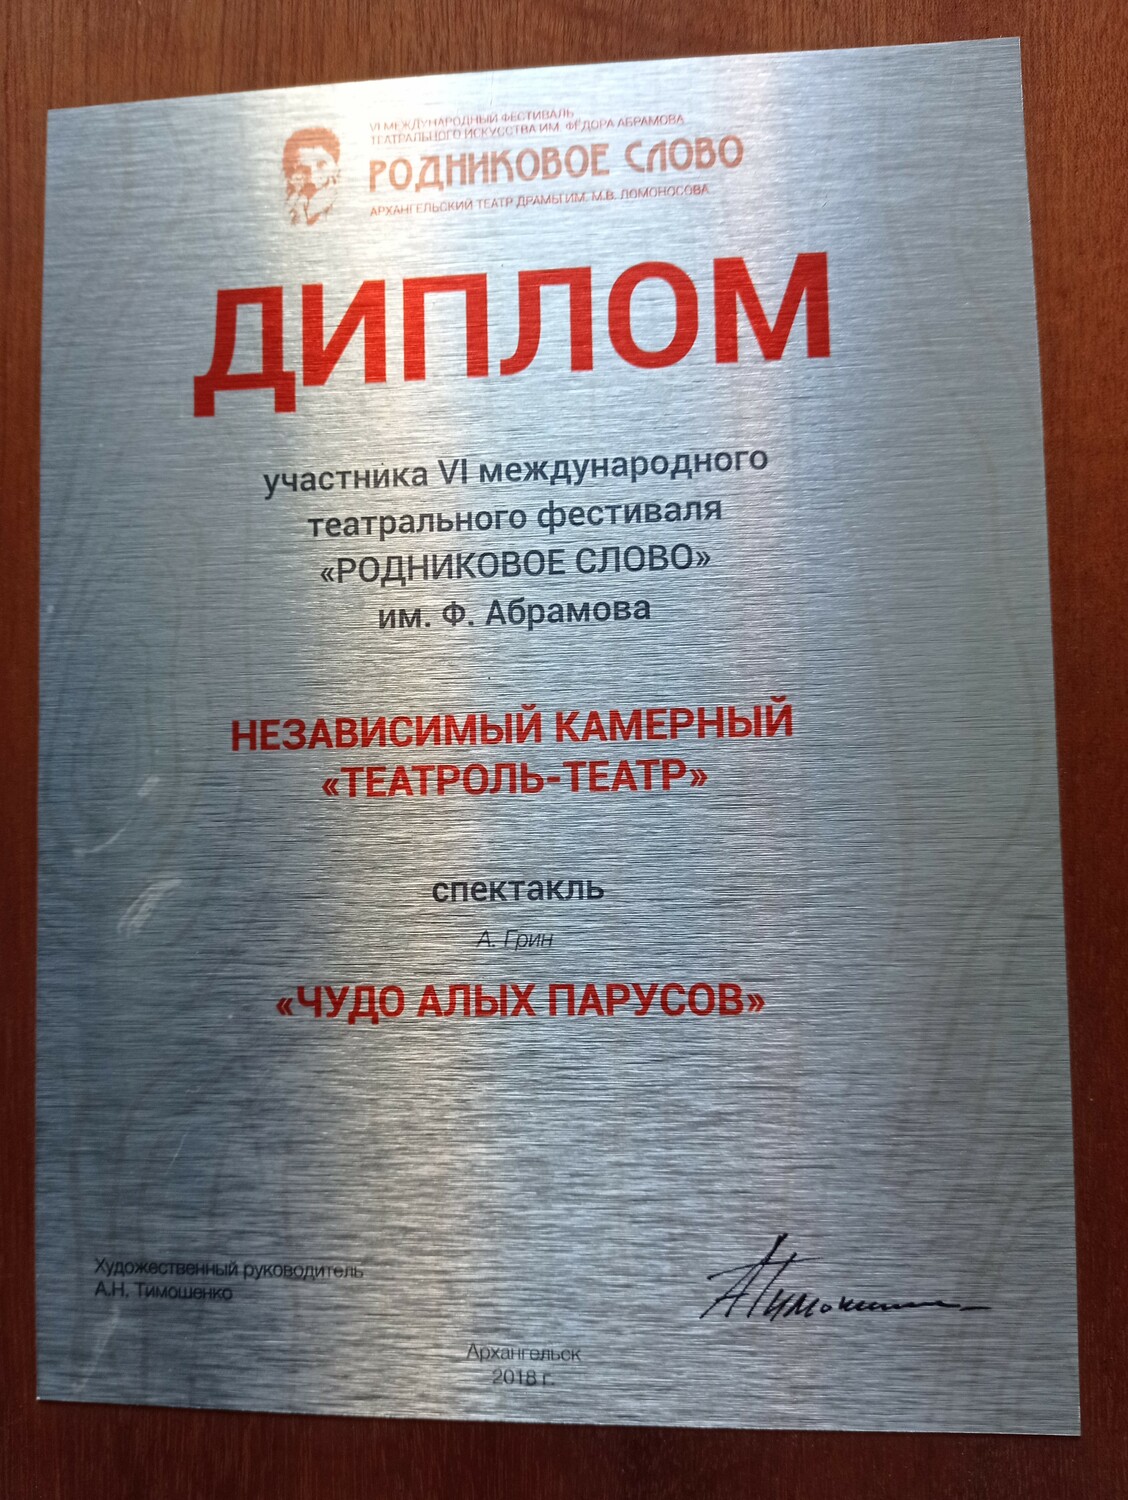 VI МЕЖДУНАРОДНЫЙ ФЕСТИВАЛЬ
ТЕАТРАЛЬНОГО ИСКУССТВА ИМ. ФЁДОРА АБРАМОВА
РОДНИКОВОЕ СЛОВО
АРХАНГЕЛЬСКИЙ ТЕАТР ДРАМЫ ИМ. М.В. ЛОМОНОСОВА
ДИПЛОМ
участника VI международного
театрального фестиваля
«РОДНИКОВОЕ СЛОВО»
им. Ф. Абрамова
НЕЗАВИСИМЫЙ КАМЕРНЫЙ
«ТЕАТРОЛЬ-ТЕАТР»
спектакль
А. Грин
«ЧУДО АЛЫХ ПАРУСОВ»
Художественный руководитель
А.Н. Тимошенко
Архангельск
2018 г.